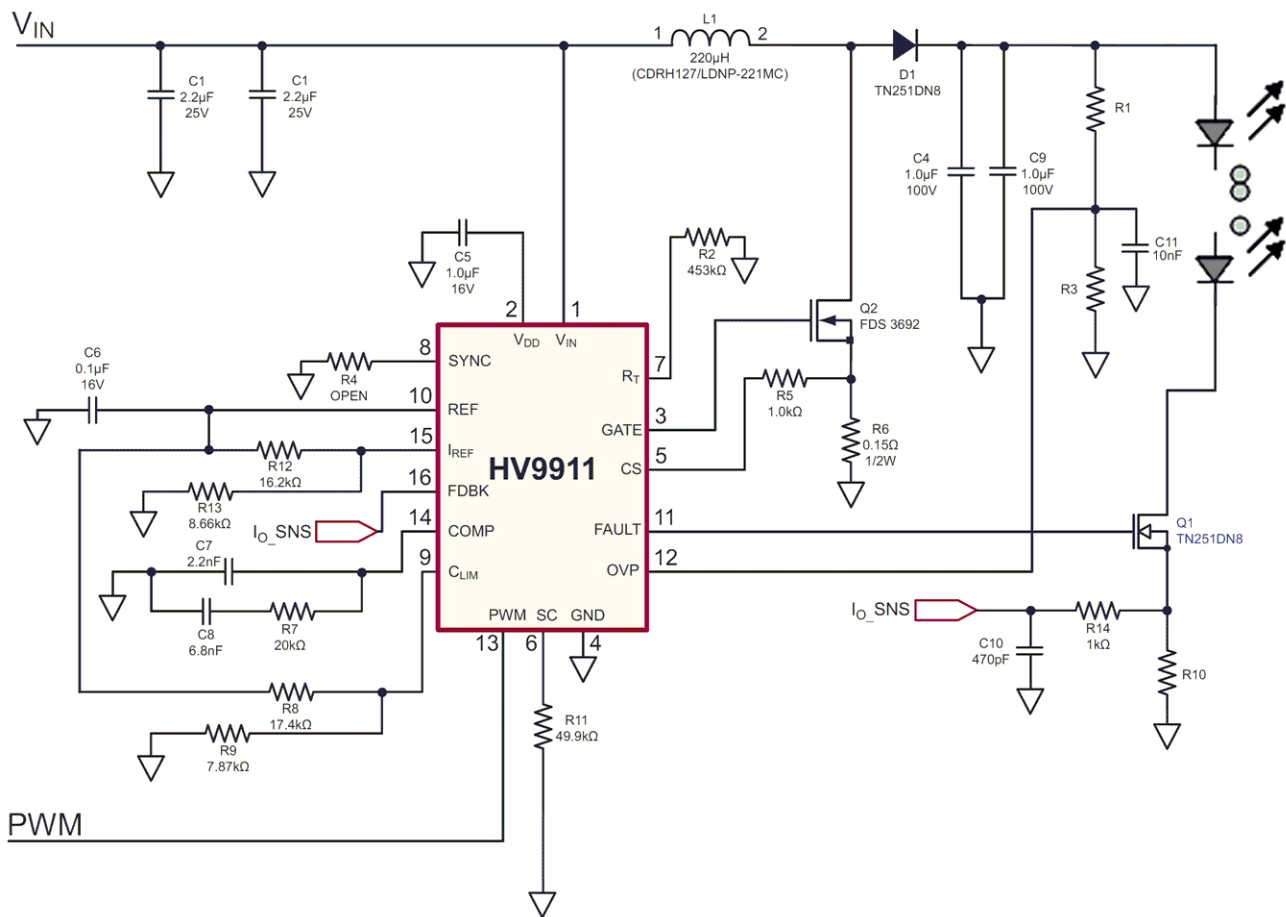 VIN
L1
1
2
220µH
(CDRH127/LDNP-221MC)
D1
TN251DN8
C1
2.2µF
25V
C1
2.2µF
25V
R1
C4
1.0µF
100V
C9
1.0µF
100V
C5
1.0µF
16V
R2
453kΩ
C11
10nF
R3
2
1
Q2
FDS 3692
VDD
VIN
C6
0.1µF
16V
8
SYNC
R4
OPEN
RT
7
10
REF
R5
1.0kΩ
GATE
3
R6
0.15Ω
1/2W
15
IREF
R12
16.2kΩ
HV9911
CS
5
16
FDBK
R13
8.66kΩ
IO_SNS
14
COMP
FAULT
11
Q1
TN251DN8
C7
2.2nF
9
CLIM
OVP
12
C8
6.8nF
R7
20kΩ
PWM
SC
GND
13
6
4
IO_SNS
R14
1kΩ
C10
470pF
R10
R8
17.4kΩ
R11
49.9kΩ
R9
7.87kΩ
PWM